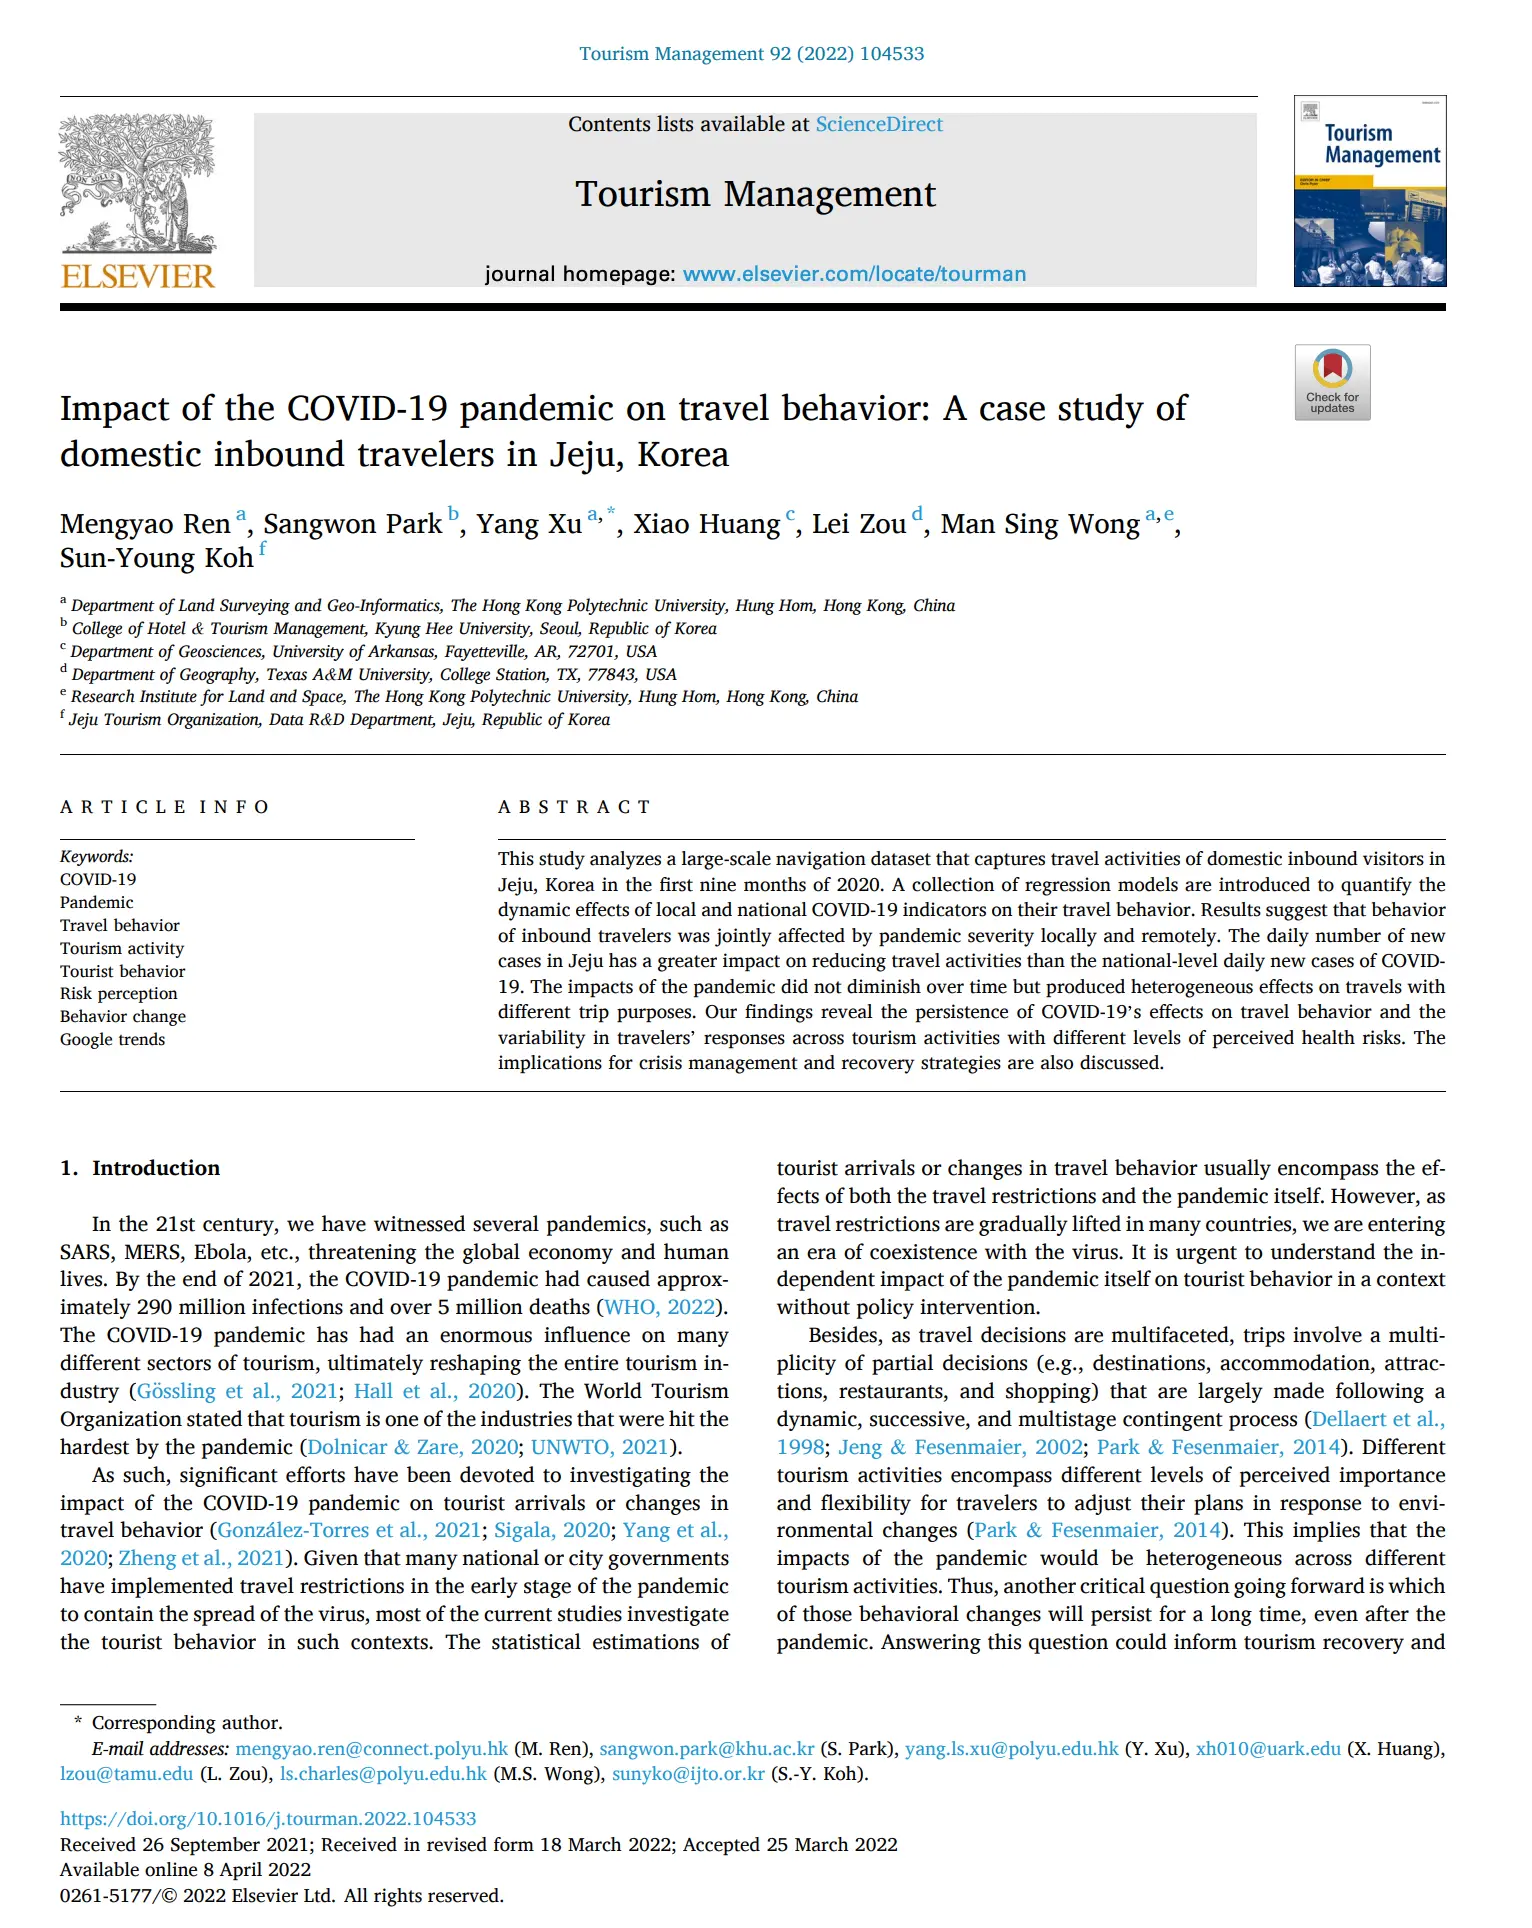 Tourism Management 92 (2022) 104533
Contents lists available at ScienceDirect
Tourism Management
journal homepage: www.elsevier.com/locate/tourman
NON SOLUS
ELSEVIER
Tourism
Management
Check for
updates
Impact of the COVID-19 pandemic on travel behavior: A case study of
domestic inbound travelers in Jeju, Korea
Mengyao Ren a, Sangwon Park b, Yang Xu a,*, Xiao Huang c, Lei Zou d, Man Sing Wong a,e,
Sun-Young Koh f
a Department of Land Surveying and Geo-Informatics, The Hong Kong Polytechnic University, Hung Hom, Hong Kong, China
b College of Hotel & Tourism Management, Kyung Hee University, Seoul, Republic of Korea
c Department of Geosciences, University of Arkansas, Fayetteville, AR, 72701, USA
d Department of Geography, Texas A&M University, College Station, TX, 77843, USA
e Research Institute for Land and Space, The Hong Kong Polytechnic University, Hung Hom, Hong Kong, China
f Jeju Tourism Organization, Data R&D Department, Jeju, Republic of Korea
ARTICLE INFO
Keywords:
COVID-19
Pandemic
Travel behavior
Tourism activity
Tourist behavior
Risk perception
Behavior change
Google trends
ABSTRACT
This study analyzes a large-scale navigation dataset that captures travel activities of domestic inbound visitors in
Jeju, Korea in the first nine months of 2020. A collection of regression models are introduced to quantify the
dynamic effects of local and national COVID-19 indicators on their travel behavior. Results suggest that behavior
of inbound travelers was jointly affected by pandemic severity locally and remotely. The daily number of new
cases in Jeju has a greater impact on reducing travel activities than the national-level daily new cases of COVID-
19. The impacts of the pandemic did not diminish over time but produced heterogeneous effects on travels with
different trip purposes. Our findings reveal the persistence of COVID-19's effects on travel behavior and the
variability in travelers' responses across tourism activities with different levels of perceived health risks. The
implications for crisis management and recovery strategies are also discussed.
1. Introduction
In the 21st century, we have witnessed several pandemics, such as
SARS, MERS, Ebola, etc., threatening the global economy and human
lives. By the end of 2021, the COVID-19 pandemic had caused approx-
imately 290 million infections and over 5 million deaths (WHO, 2022).
The COVID-19 pandemic has had an enormous influence on many
different sectors of tourism, ultimately reshaping the entire tourism in-
dustry (Gössling et al., 2021; Hall et al., 2020). The World Tourism
Organization stated that tourism is one of the industries that were hit the
hardest by the pandemic (Dolnicar & Zare, 2020; UNWTO, 2021).
As such, significant efforts have been devoted to investigating the
impact of the COVID-19 pandemic on tourist arrivals or changes in
travel behavior (González-Torres et al., 2021; Sigala, 2020; Yang et al.,
2020; Zheng et al., 2021). Given that many national or city governments
have implemented travel restrictions in the early stage of the pandemic
to contain the spread of the virus, most of the current studies investigate
the tourist behavior in such contexts. The statistical estimations of
tourist arrivals or changes in travel behavior usually encompass the ef-
fects of both the travel restrictions and the pandemic itself. However, as
travel restrictions are gradually lifted in many countries, we are entering
an era of coexistence with the virus. It is urgent to understand the in-
dependent impact of the pandemic itself on tourist behavior in a context
without policy intervention.
Besides, as travel decisions are multifaceted, trips involve a multi-
plicity of partial decisions (e.g., destinations, accommodation, attrac-
tions, restaurants, and shopping) that are largely made following a
dynamic, successive, and multistage contingent process (Dellaert et al.,
1998; Jeng & Fesenmaier, 2002; Park & Fesenmaier, 2014). Different
tourism activities encompass different levels of perceived importance
and flexibility for travelers to adjust their plans in response to envi-
ronmental changes (Park & Fesenmaier, 2014). This implies that the
impacts of the pandemic would be heterogeneous across different
tourism activities. Thus, another critical question going forward is which
of those behavioral changes will persist for a long time, even after the
pandemic. Answering this question could inform tourism recovery and
* Corresponding author.
E-mail addresses: mengyao.ren@connect.polyu.hk (M. Ren), sangwon.park@khu.ac.kr (S. Park), yang.ls.xu@polyu.edu.hk (Y. Xu), xh010@uark.edu (X. Huang),
lzou@tamu.edu (L. Zou), ls.charles@polyu.edu.hk (M.S. Wong), sunyko@ijto.or.kr (S.-Y. Koh).
https://doi.org/10.1016/j.tourman.2022.104533
Received 26 September 2021; Received in revised form 18 March 2022; Accepted 25 March 2022
Available online 8 April 2022
0261-5177/© 2022 Elsevier Ltd. All rights reserved.